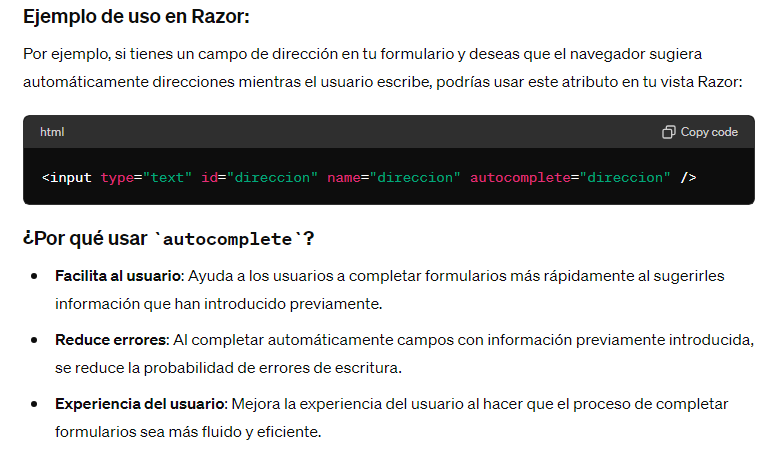 Ejemplo de uso en Razor:
Por ejemplo, si tienes un campo de dirección en tu formulario y deseas que el navegador sugiera
automáticamente direcciones mientras el usuario escribe, podrías usar este atributo en tu vista Razor:
html
Copy code
<input type="text" id="direccion" name="direccion" autocomplete="direccion" />
¿Por qué usar `autocomplete`?
• Facilita al usuario: Ayuda a los usuarios a completar formularios más rápidamente al sugerirles
información que han introducido previamente.
• Reduce errores: Al completar automáticamente campos con información previamente introducida,
se reduce la probabilidad de errores de escritura.
• Experiencia del usuario: Mejora la experiencia del usuario al hacer que el proceso de completar
formularios sea más fluido y eficiente.